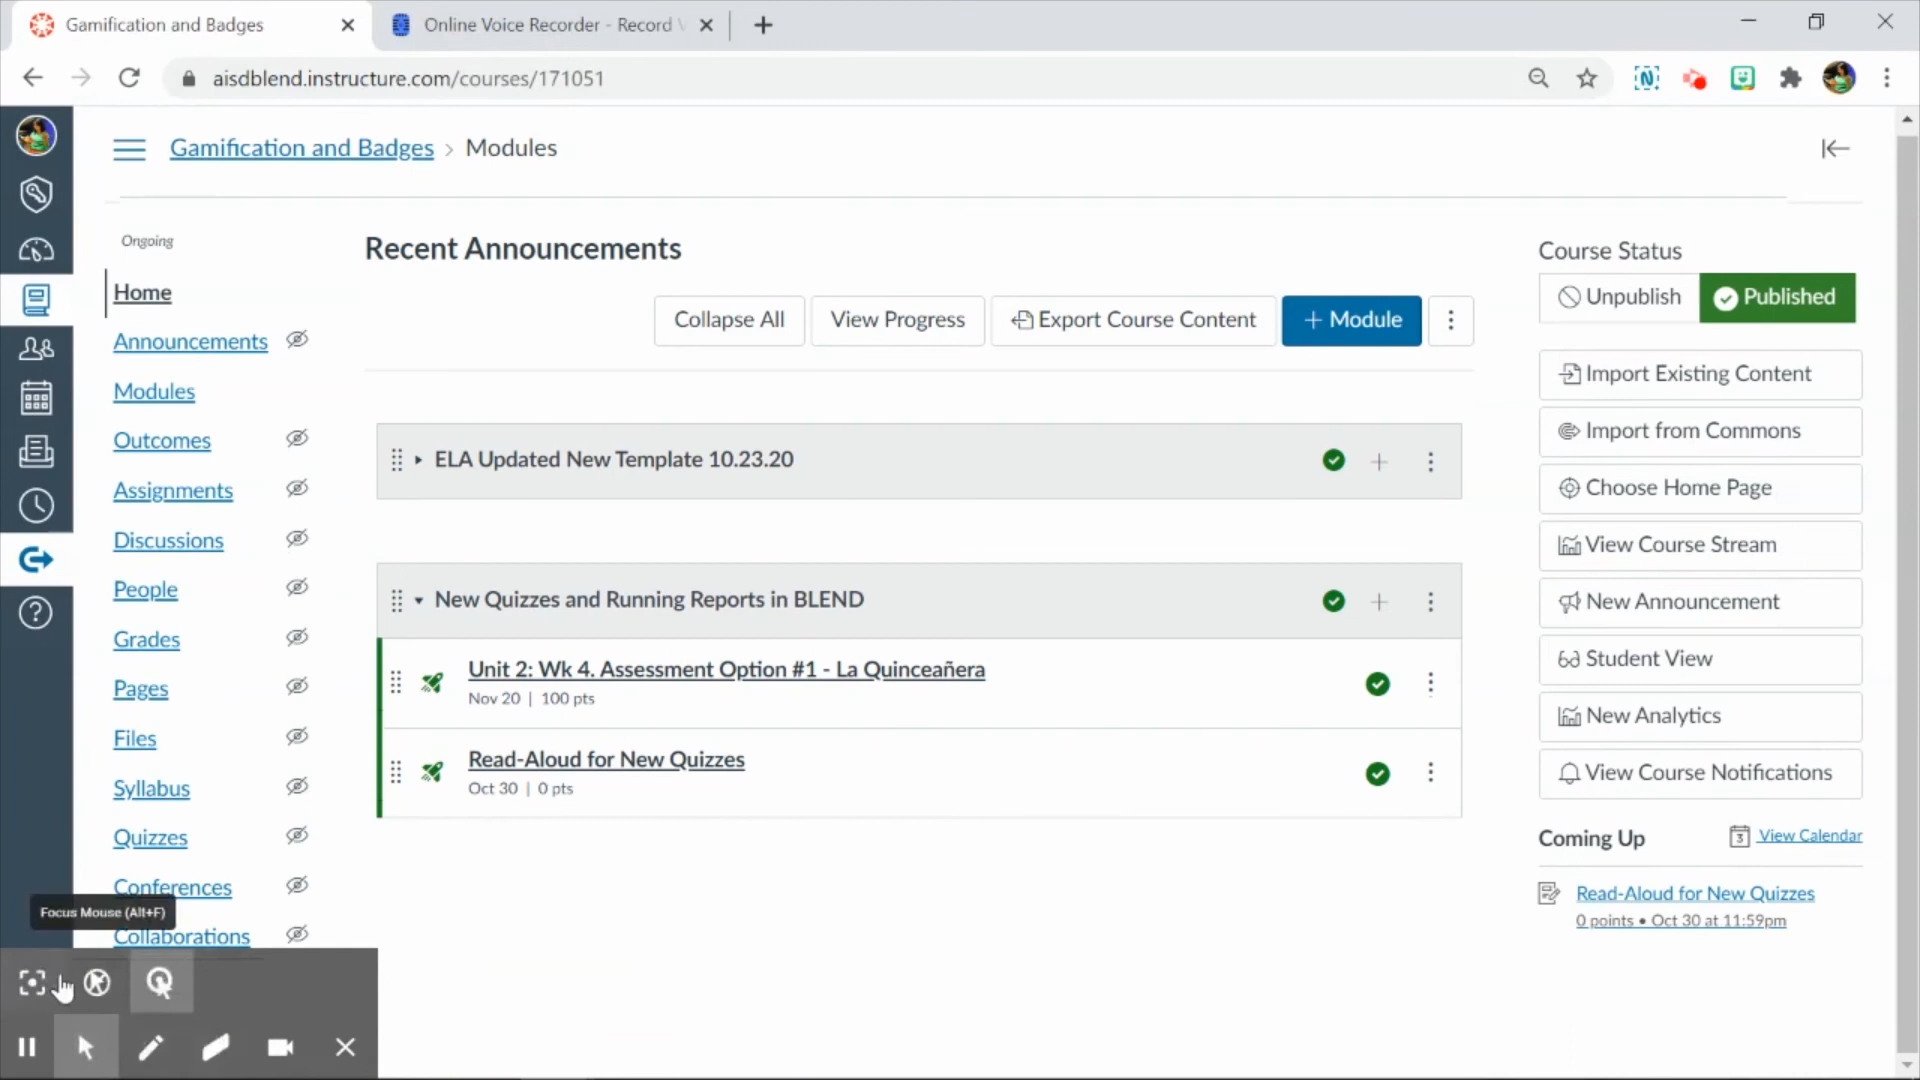 Gamification and Badges
Online Voice Recorder - Record
aisdblend.instructure.com/courses/171051
Gamification and Badges > Modules
Ongoing
Home
Announcements
Modules
Outcomes
Assignments
Discussions
People
Grades
Pages
Files
Syllabus
Quizzes
Conferences
Collaborations
Focus Mouse (Alt+F)
Recent Announcements
Collapse All
View Progress
Export Course Content
+ Module
ELA Updated New Template 10.23.20
New Quizzes and Running Reports in BLEND
Unit 2: Wk 4. Assessment Option #1 - La Quinceañera
Nov 20 | 100 pts
Read-Aloud for New Quizzes
Oct 30 | 0 pts
Course Status
Unpublish
Published
Import Existing Content
Import from Commons
Choose Home Page
View Course Stream
New Announcement
Student View
New Analytics
View Course Notifications
Coming Up
3 View Calendar
Read-Aloud for New Quizzes
0 points • Oct 30 at 11:59pm